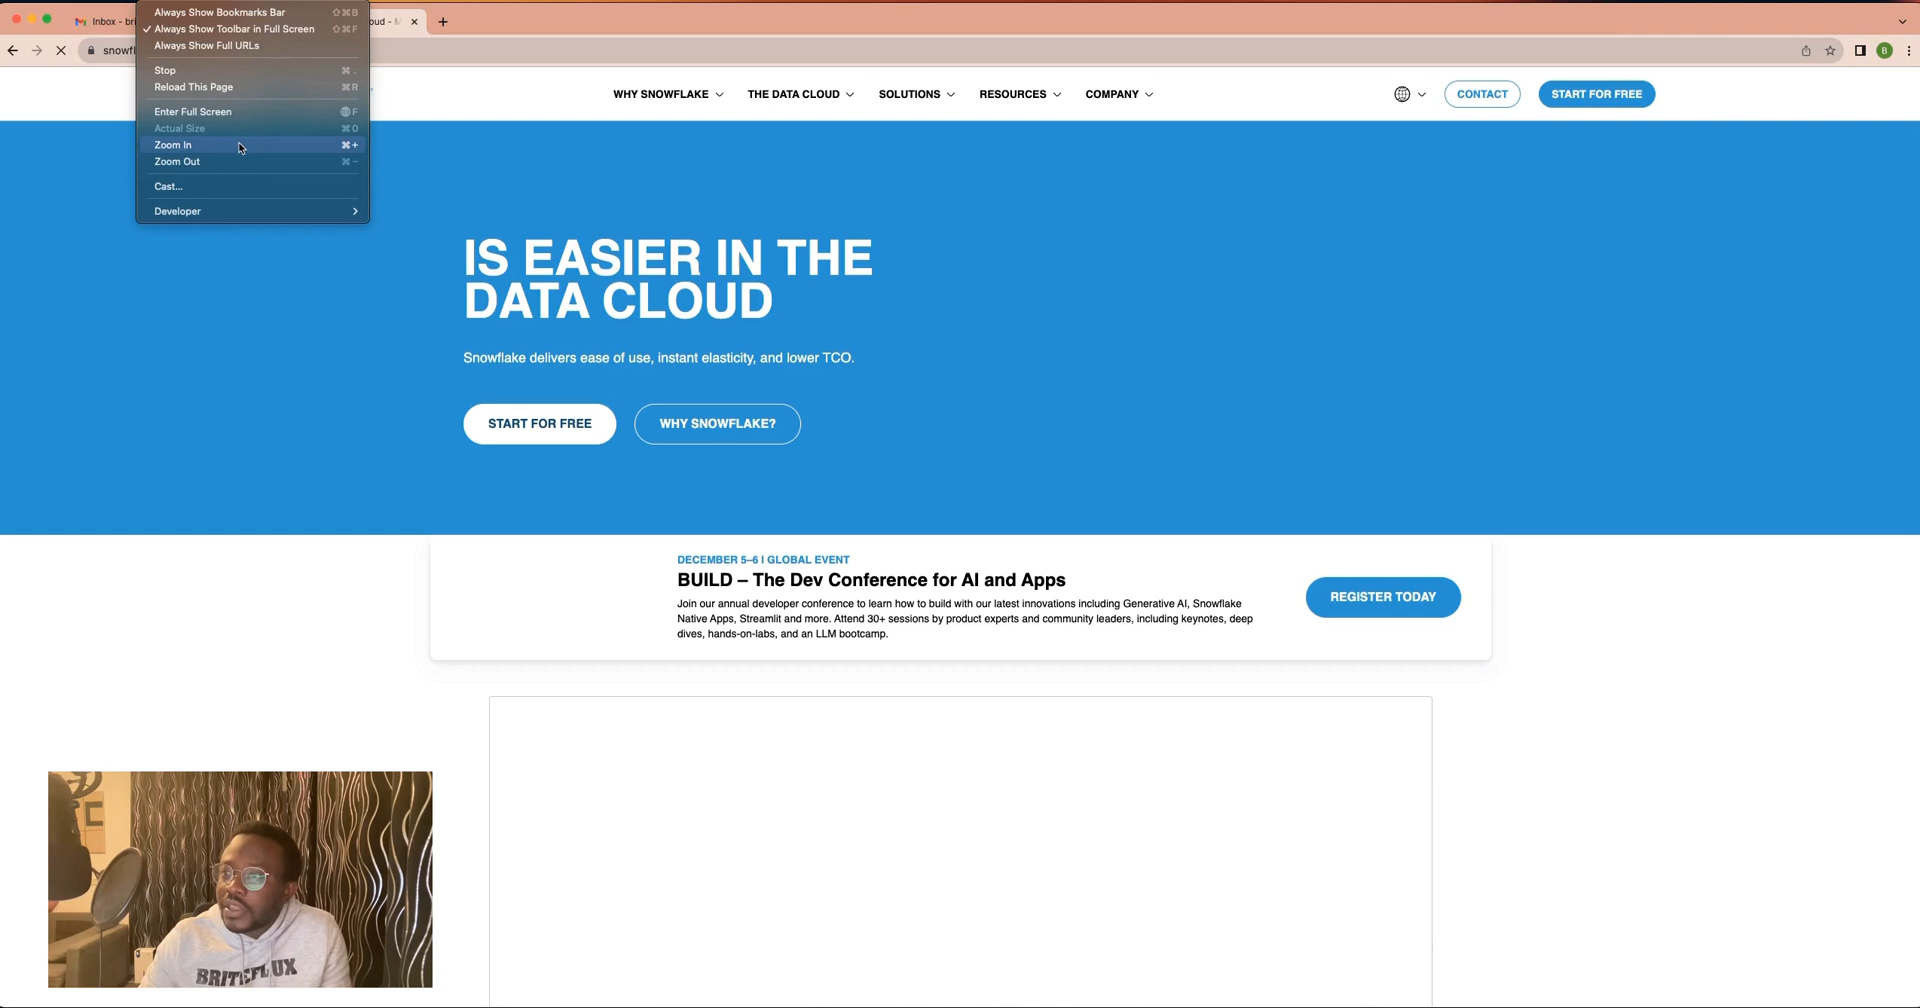 Inbox - bri
oud - M
snowfl
Always Show Bookmarks Bar ⇧⌘B
✓ Always Show Toolbar in Full Screen ⇧⌘F
Always Show Full URLs
Stop ⌘.
Reload This Page ⌘R
Enter Full Screen F
Actual Size ⌘0
Zoom In ⌘+
Zoom Out ⌘−
Cast...
Developer
B
WHY SNOWFLAKE THE DATA CLOUD SOLUTIONS RESOURCES COMPANY CONTACT START FOR FREE
IS EASIER IN THE
DATA CLOUD
Snowflake delivers ease of use, instant elasticity, and lower TCO.
START FOR FREE WHY SNOWFLAKE?
DECEMBER 5–6 | GLOBAL EVENT
BUILD – The Dev Conference for AI and Apps
Join our annual developer conference to learn how to build with our latest innovations including Generative AI, Snowflake
Native Apps, Streamlit and more. Attend 30+ sessions by product experts and community leaders, including keynotes, deep
dives, hands-on-labs, and an LLM bootcamp.
REGISTER TODAY
BRITEFLUX